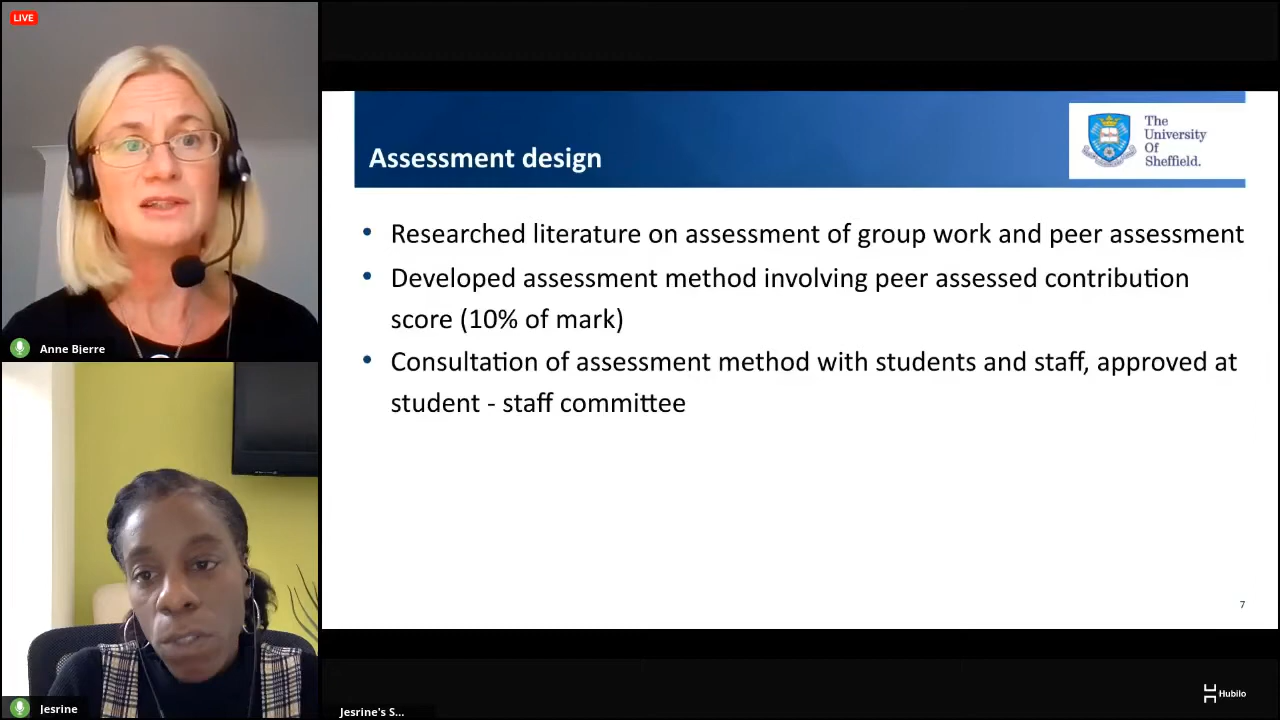 LIVE
Anne Bjerre
Jesrine
Assessment design
The
University
Of
Sheffield.
• Researched literature on assessment of group work and peer assessment
• Developed assessment method involving peer assessed contribution
score (10% of mark)
• Consultation of assessment method with students and staff, approved at
student - staff committee
7
Jesrine's S...
Hubilo